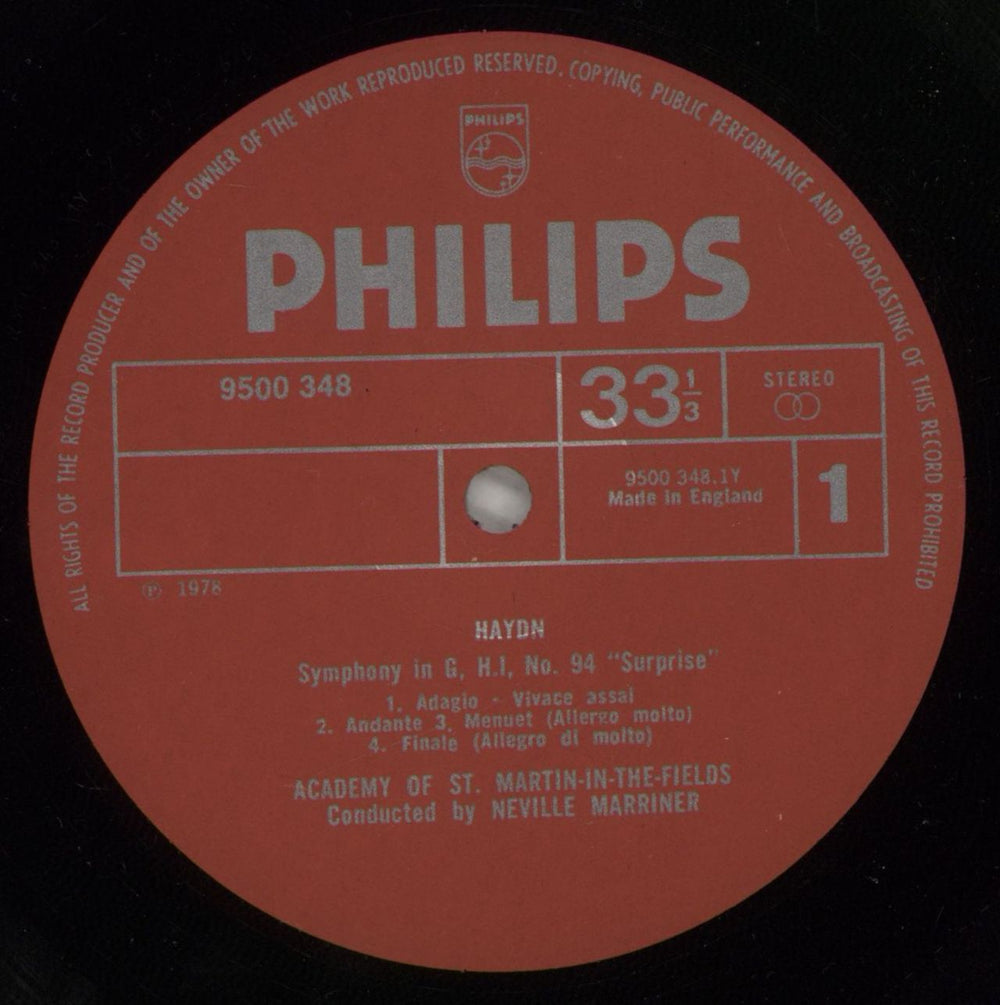 ALL RIGHTS OF THE RECORD PRODUCER AND OF THE OWNER OF THE WORK REPRODUCED RESERVED. COPYING, PUBLIC PERFORMANCE AND BROADCASTING OF THIS RECORD PROHIBITED
PHILIPS
PHILIPS
9500 348
33 1/3
STEREO
9500 348.1Y
Made in England
1
℗ 1978
HAYDN
Symphony in G, H.I, No. 94 "Surprise"
1. Adagio - Vivace assai
2. Andante 3. Menuet (Allergo molto)
4. Finale (Allegro di molto)
ACADEMY OF ST. MARTIN-IN-THE-FIELDS
Conducted by NEVILLE MARRINER